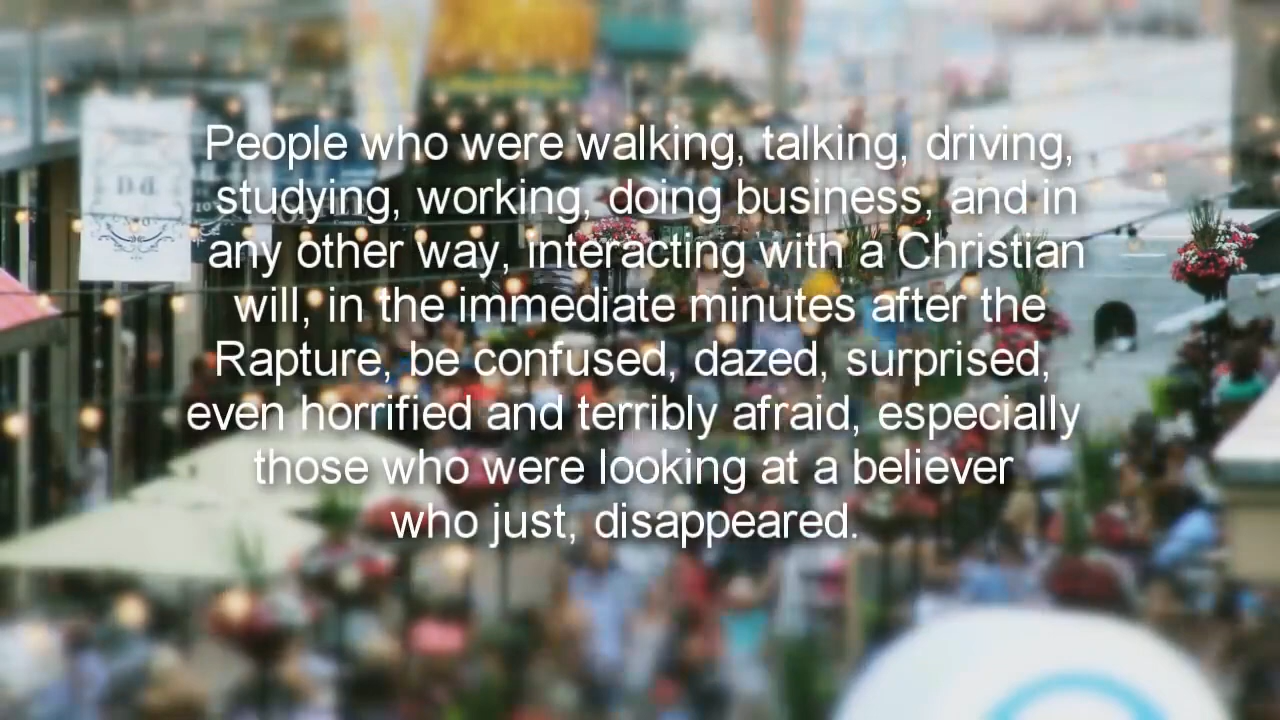 People who were walking, talking, driving,
studying, working, doing business, and in
any other way, interacting with a Christian
will, in the immediate minutes after the
Rapture, be confused, dazed, surprised,
even horrified and terribly afraid, especially
those who were looking at a believer
who just, disappeared.